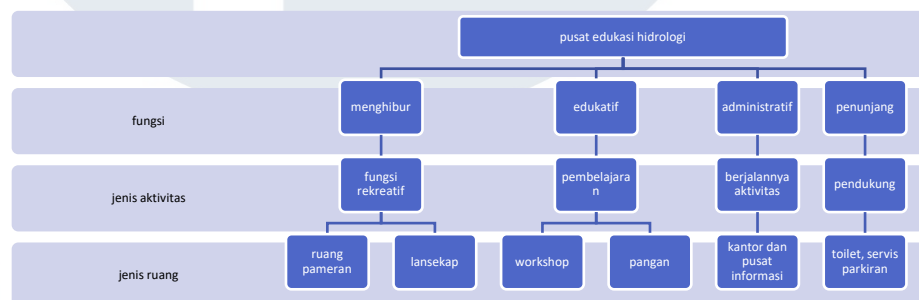 pusat edukasi hidrologi
fungsi
menghibur
edukatif
administratif
penunjang
jenis aktivitas
fungsi
rekreatif
pembelajara
n
berjalannya
aktivitas
pendukung
jenis ruang
ruang
pameran
lansekap
workshop
pangan
kantor dan
pusat
informasi
toilet, servis
parkiran